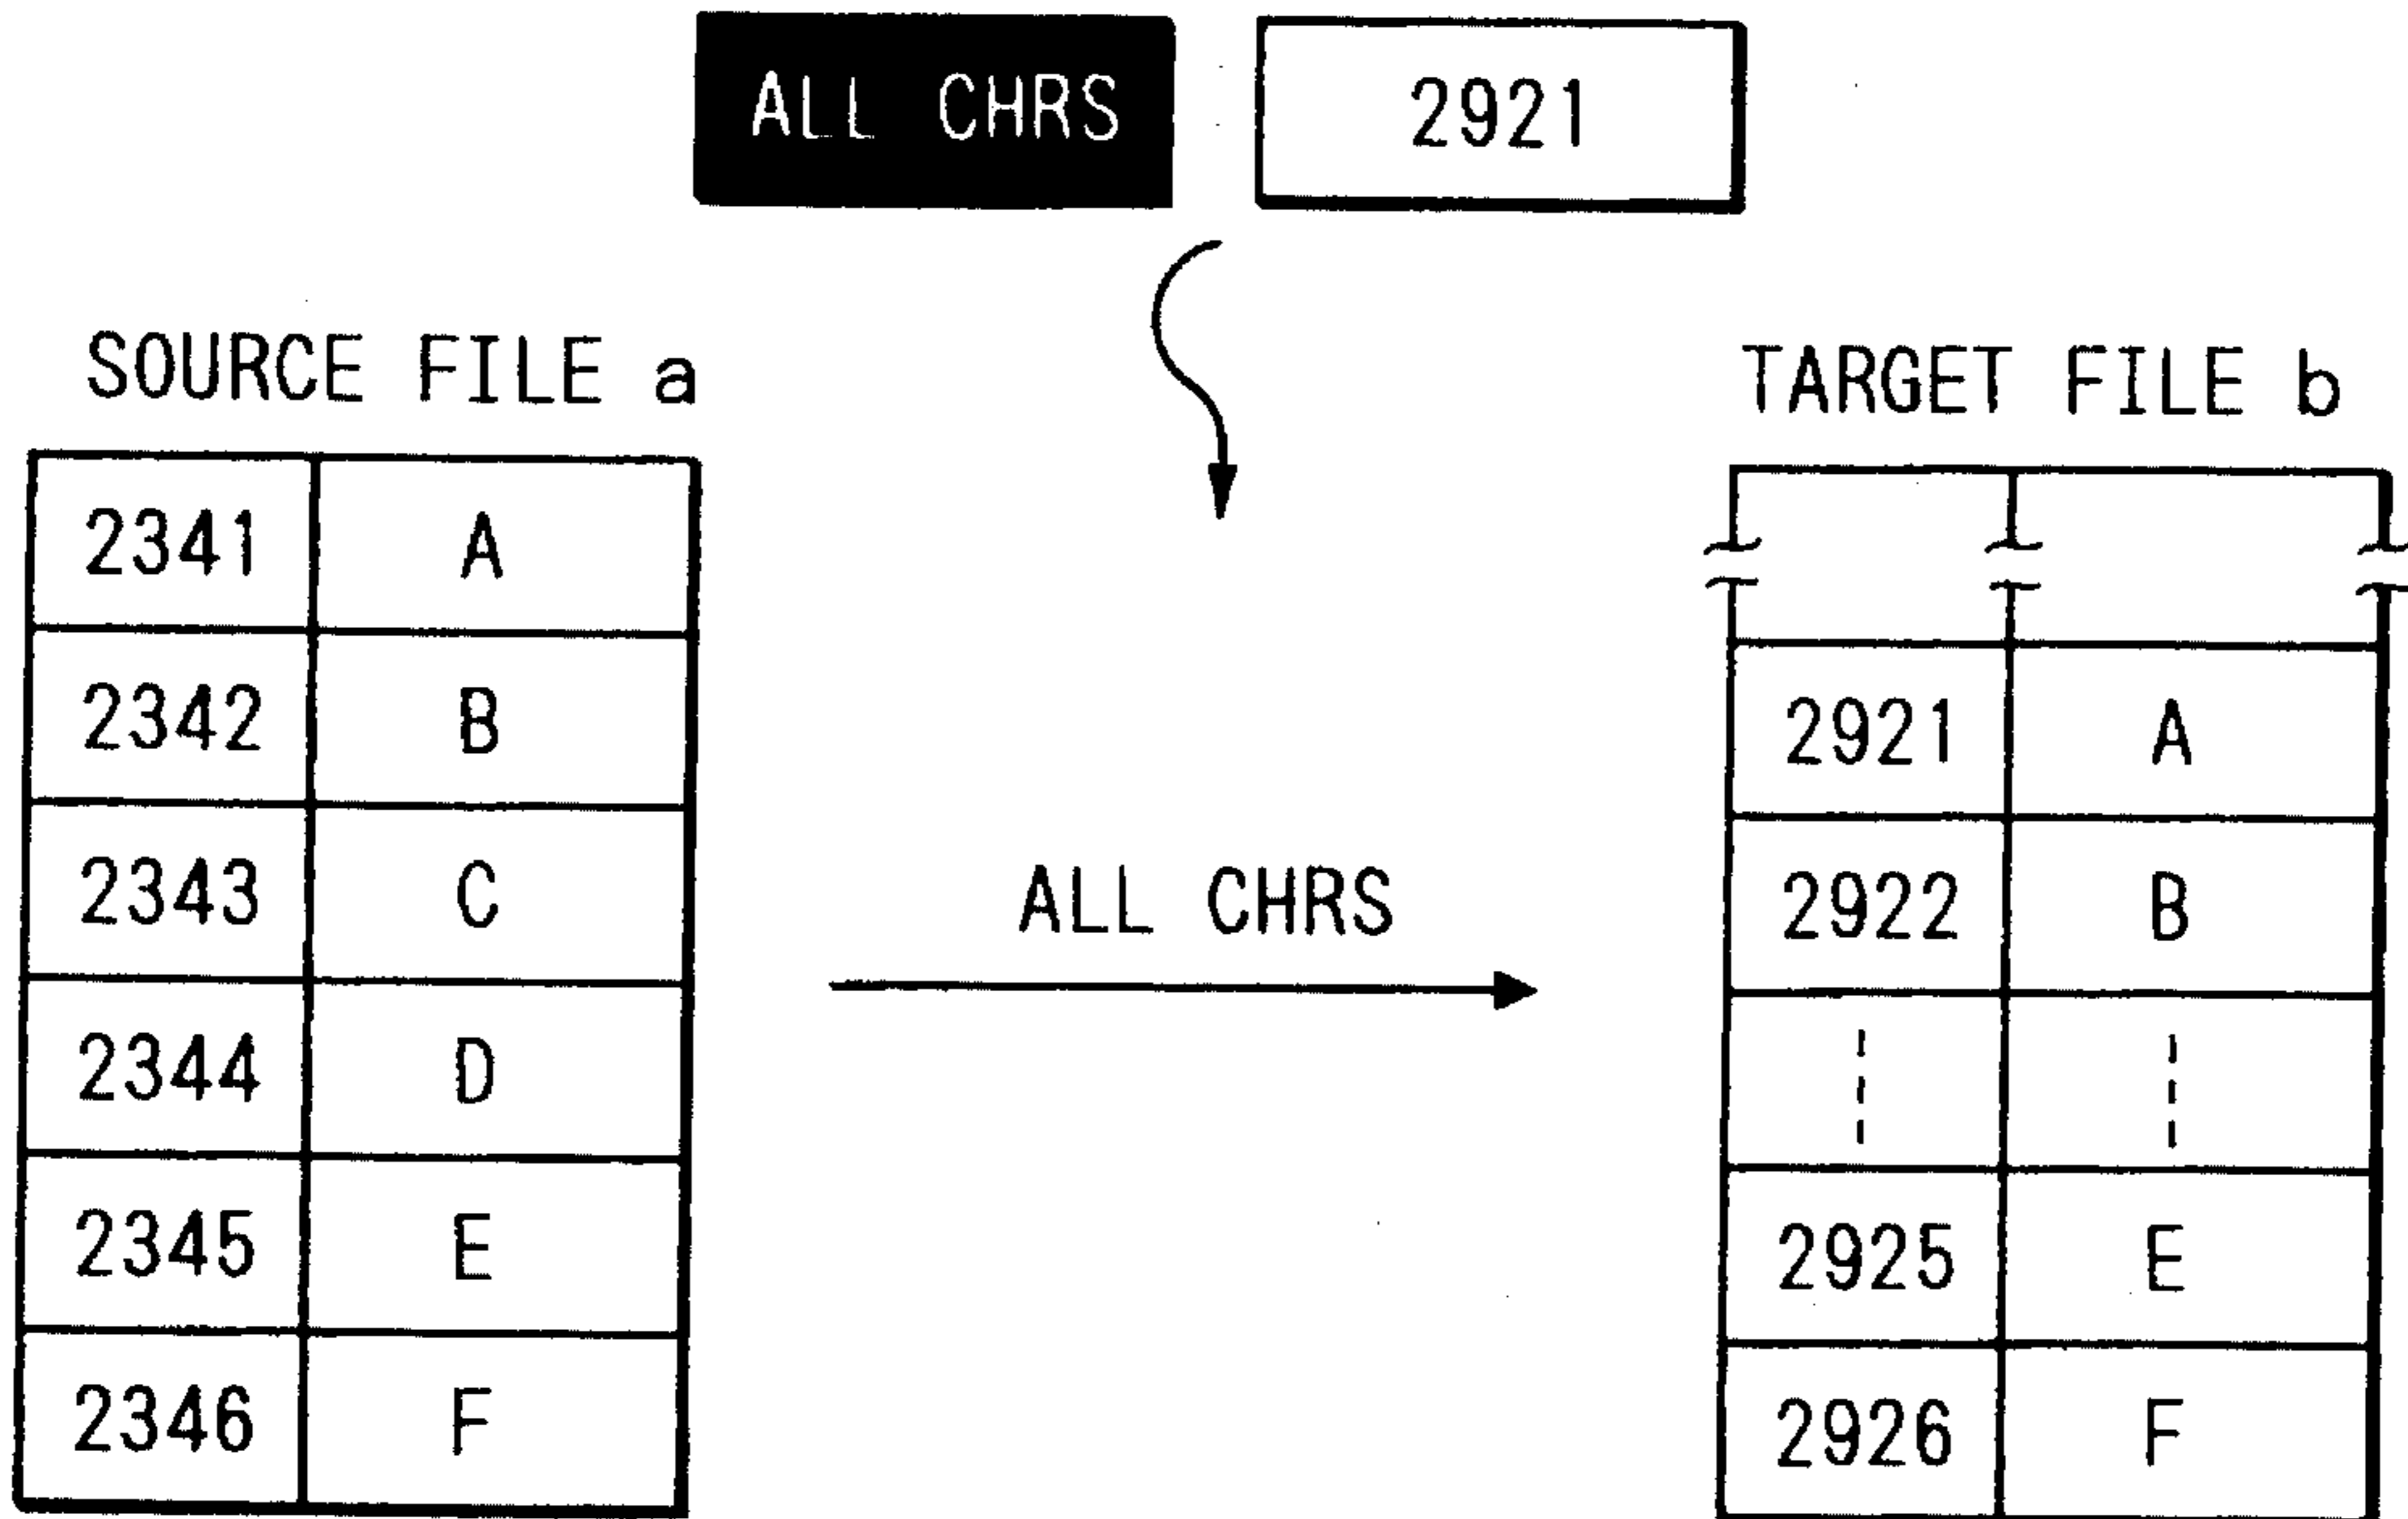 ALL CHRS 2921
SOURCE FILE a
TARGET FILE b
2341 A
2342 B
2343 C
2344 D
2345 E
2346 F
ALL CHRS
2921 A
2922 B
2925 E
2926 F